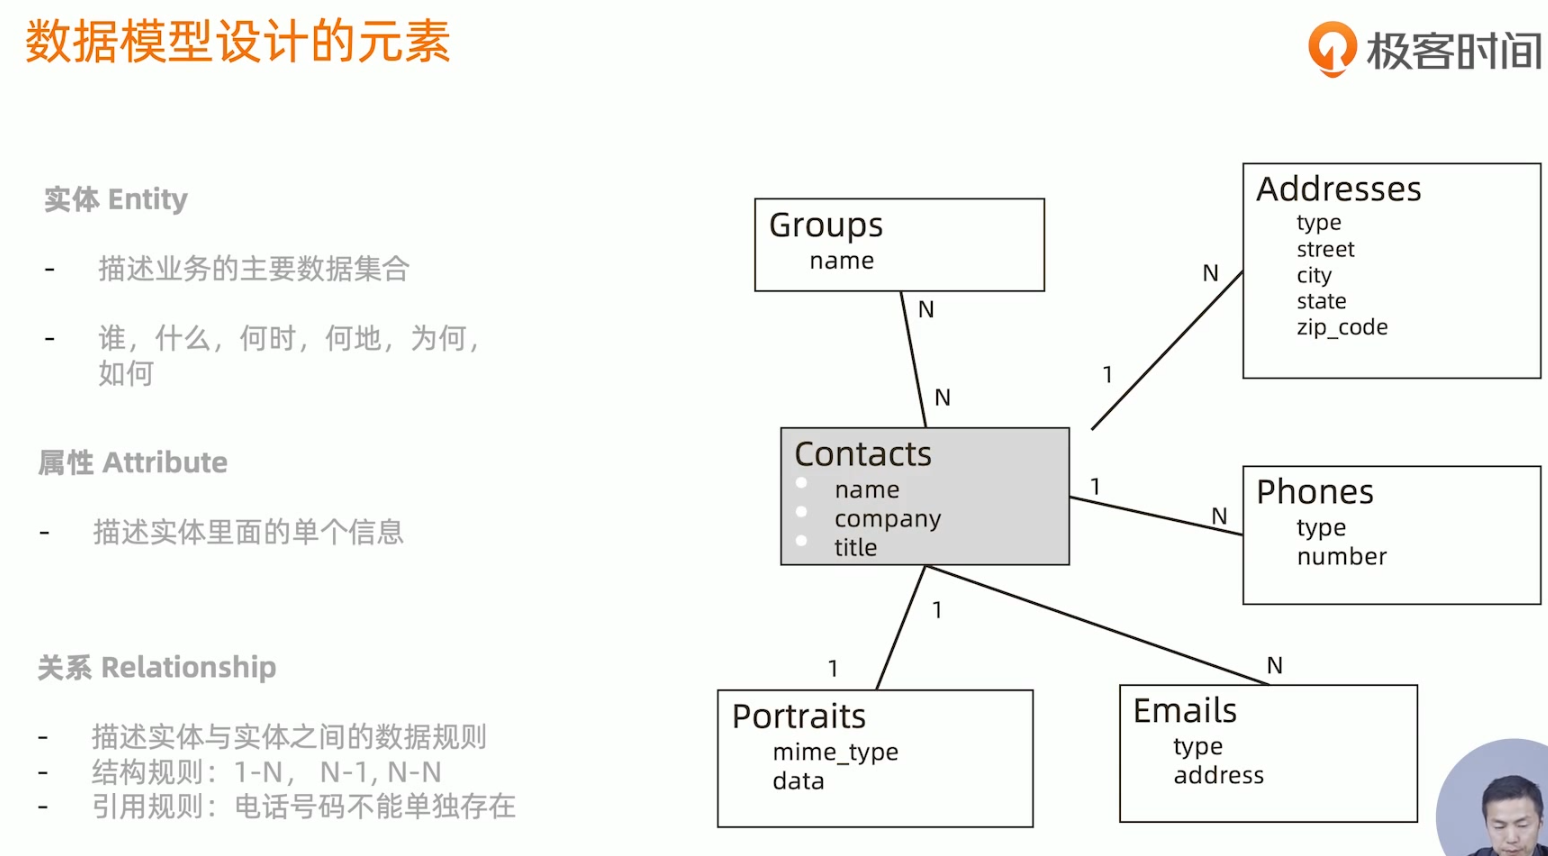 数据模型设计的元素
极客时间
实体 Entity
- 描述业务的主要数据集合
- 谁，什么，何时，何地，为何，
如何
属性 Attribute
- 描述实体里面的单个信息
关系 Relationship
- 描述实体与实体之间的数据规则
- 结构规则：1-N， N-1, N-N
- 引用规则：电话号码不能单独存在
Groups
name
N
N
Contacts
name
company
title
Addresses
type
street
city
state
zip_code
N
1
Phones
type
number
1
N
1
1
N
Portraits
mime_type
data
Emails
type
address